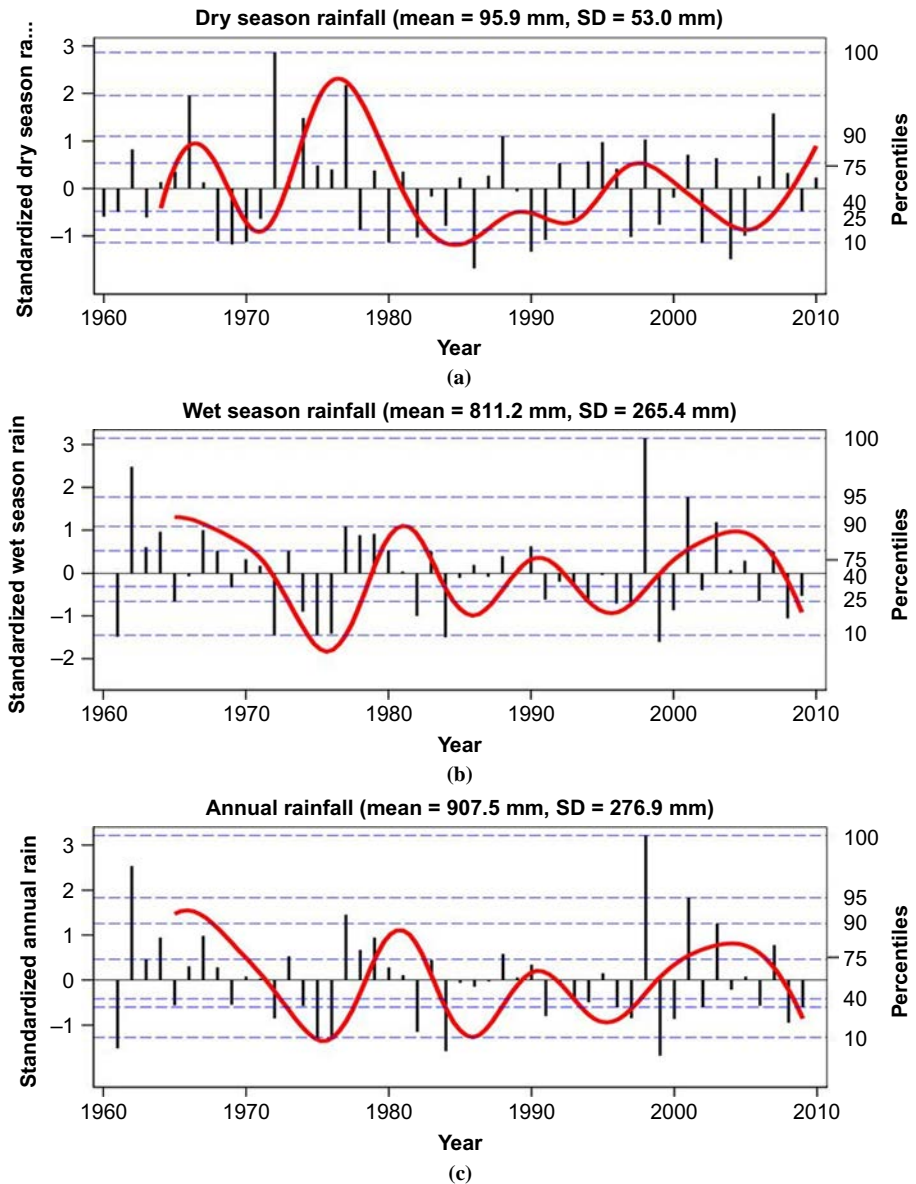 Dry season rainfall (mean = 95.9 mm, SD = 53.0 mm)
Standardized dry season ra...
3
2
1
0
–1
100
90
75
40
25
10
Percentiles
1960 1970 1980 1990 2000 2010
Year
(a)
Wet season rainfall (mean = 811.2 mm, SD = 265.4 mm)
Standardized wet season rain
3
2
1
0
–1
–2
100
95
90
75
40
25
10
Percentiles
1960 1970 1980 1990 2000 2010
Year
(b)
Annual rainfall (mean = 907.5 mm, SD = 276.9 mm)
Standardized annual rain
3
2
1
0
–1
100
95
90
75
40
10
Percentiles
1960 1970 1980 1990 2000 2010
Year
(c)